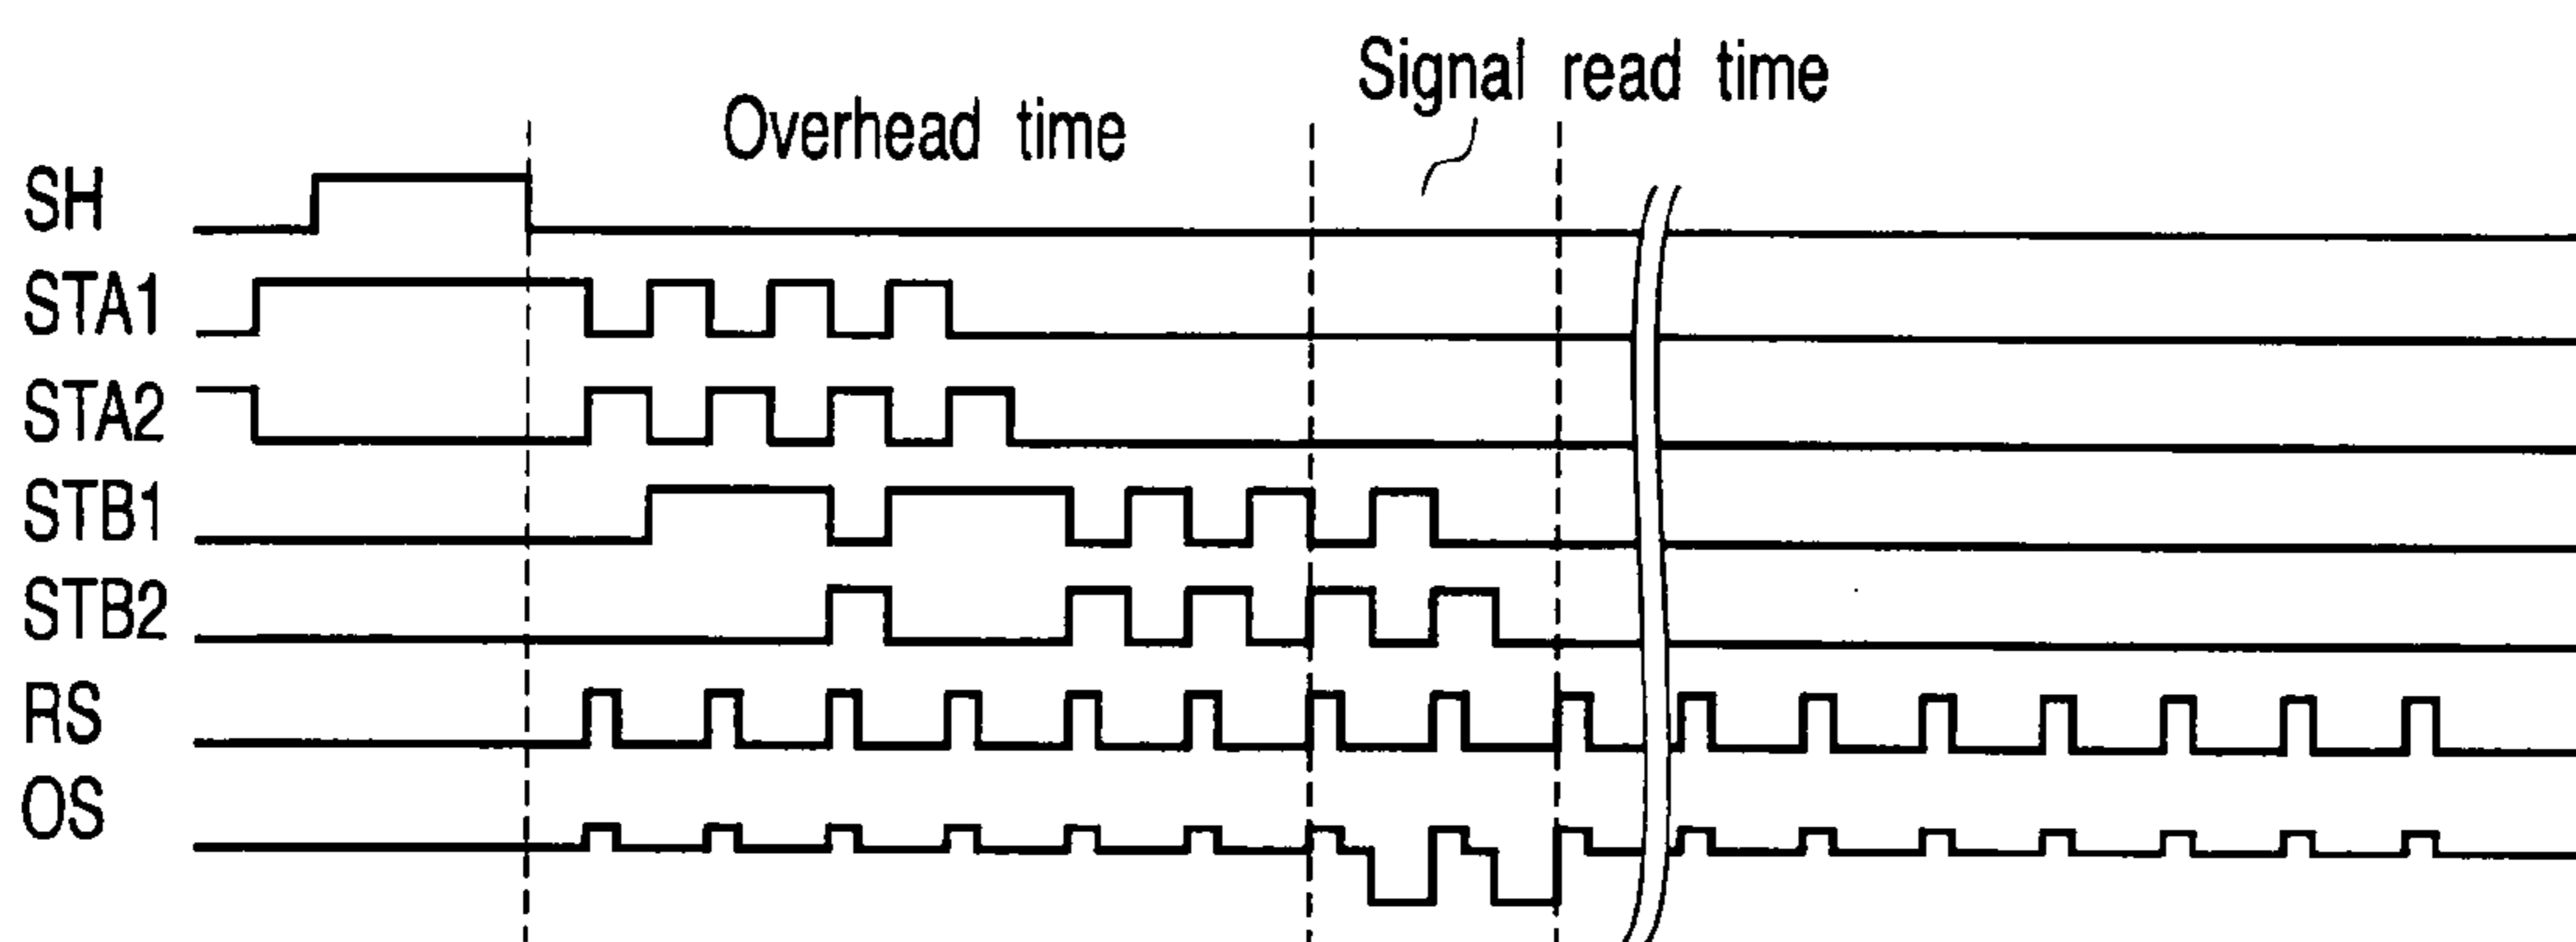 Signal read time
Overhead time
SH
STA1
STA2
STB1
STB2
RS
OS